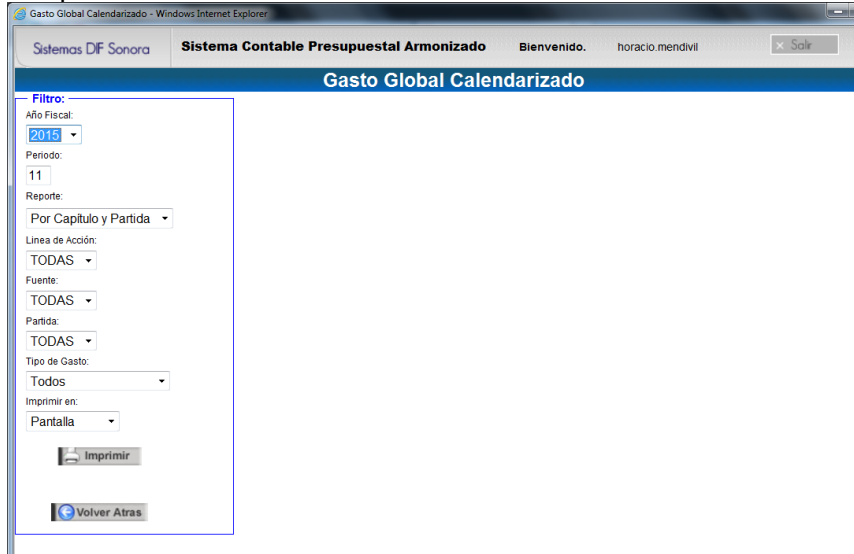 Gasto Global Calendarizado - Windows Internet Explorer
Sistemas DIF Sonora Sistema Contable Presupuestal Armonizado Bienvenido. horacio.mendivil × Salir
Gasto Global Calendarizado
Filtro:
Año Fiscal:
2015
Periodo:
11
Reporte:
Por Capítulo y Partida
Linea de Acción:
TODAS
Fuente:
TODAS
Partida:
TODAS
Tipo de Gasto:
Todos
Imprimir en:
Pantalla
Imprimir
Volver Atras